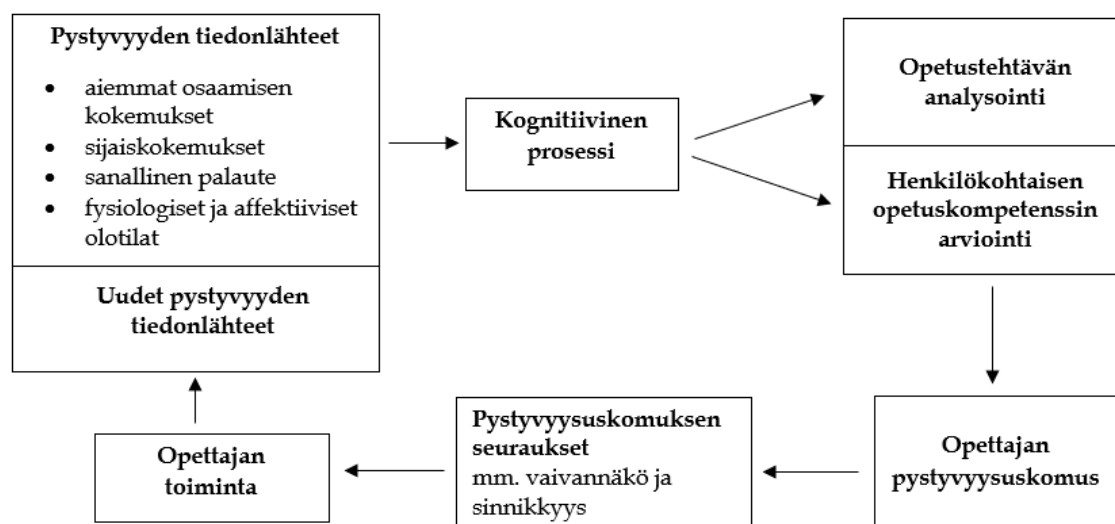 Pystyvyyden tiedonlähteet
• aiemmat osaamisen
kokemukset
• sijaiskokemukset
• sanallinen palaute
• fysiologiset ja affektiiviset
olotilat
Uudet pystyvyyden
tiedonlähteet
Kognitiivinen
prosessi
Opetustehtävän
analysointi
Henkilökohtaisen
opetuskompetenssin
arviointi
Opettajan
pystyvyysuskomus
Pystyvyysuskomuksen
seuraukset
mm. vaivannäkö ja
sinnikkyys
Opettajan
toiminta